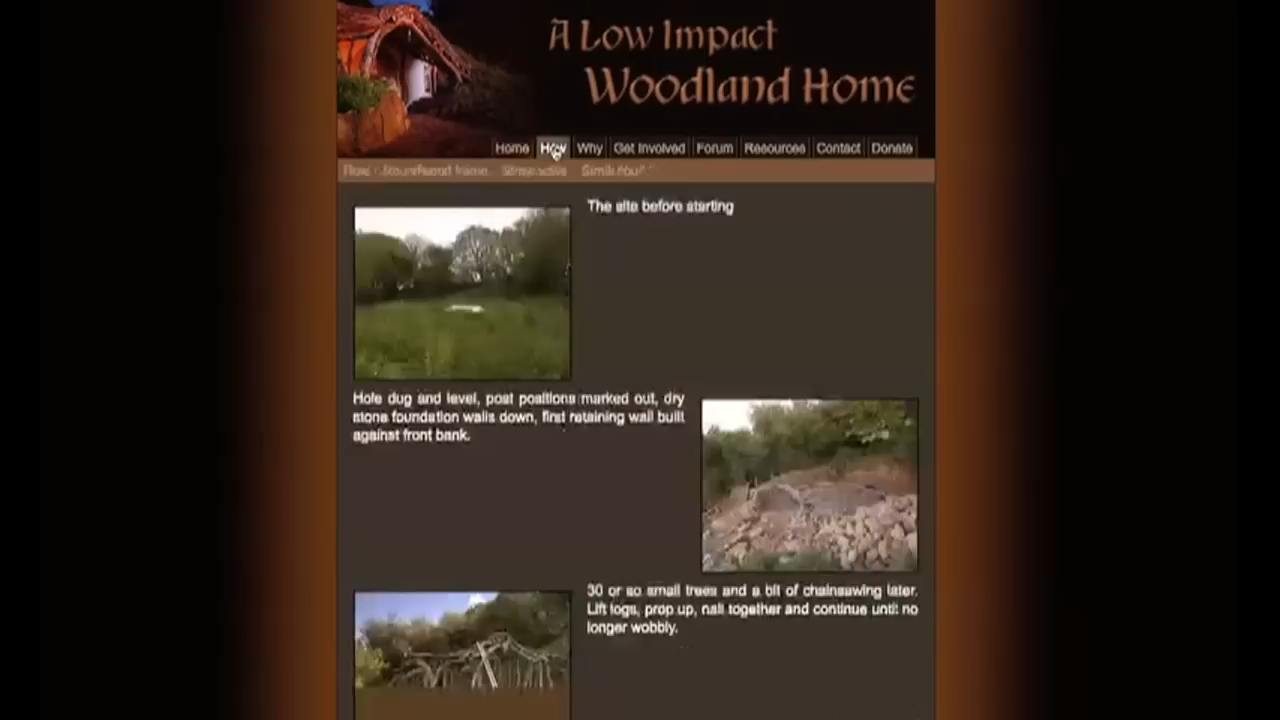 A Low Impact
Woodland Home
Home How Why Get Involved Forum Resources Contact Donate
The site before starting
Hole dug and level, post positions marked out, dry
stone foundation walls down, first retaining wall built
against front bank.
30 or so small trees and a bit of chainsawing later.
Lift logs, prop up, nail together and continue until no
longer wobbly.